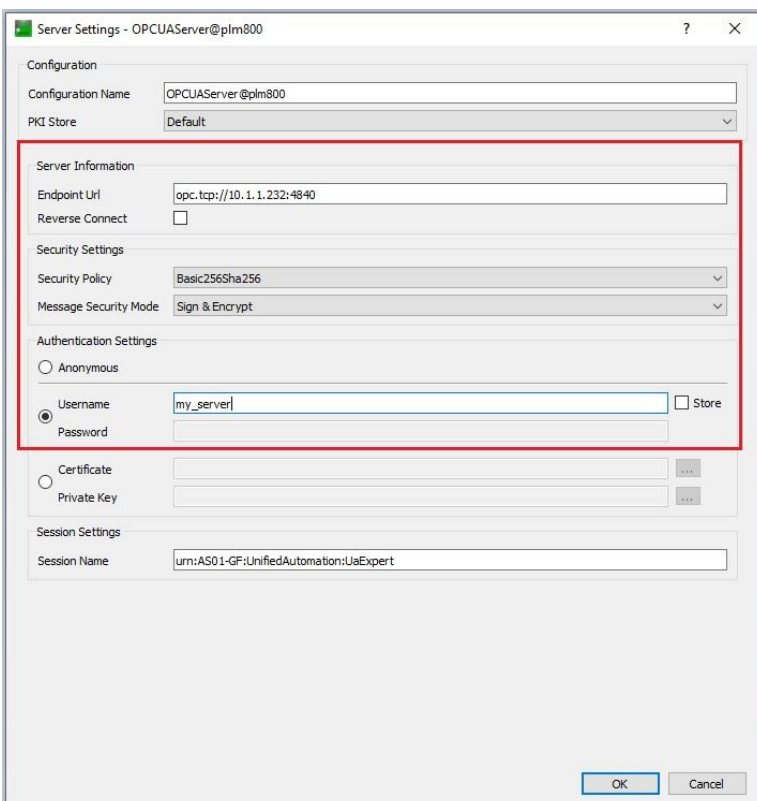 Server Settings - OPCUAServer@plm800 ?
Configuration
Configuration Name OPCUAServer@plm800
PKI Store Default
Server Information
Endpoint Url opc.tcp://10.1.1.232:4840
Reverse Connect
Security Settings
Security Policy Basic256Sha256
Message Security Mode Sign & Encrypt
Authentication Settings
Anonymous
Username my_server Store
Password
Certificate ...
Private Key ...
Session Settings
Session Name urn:AS01-GF:UnifiedAutomation:UaExpert
OK Cancel